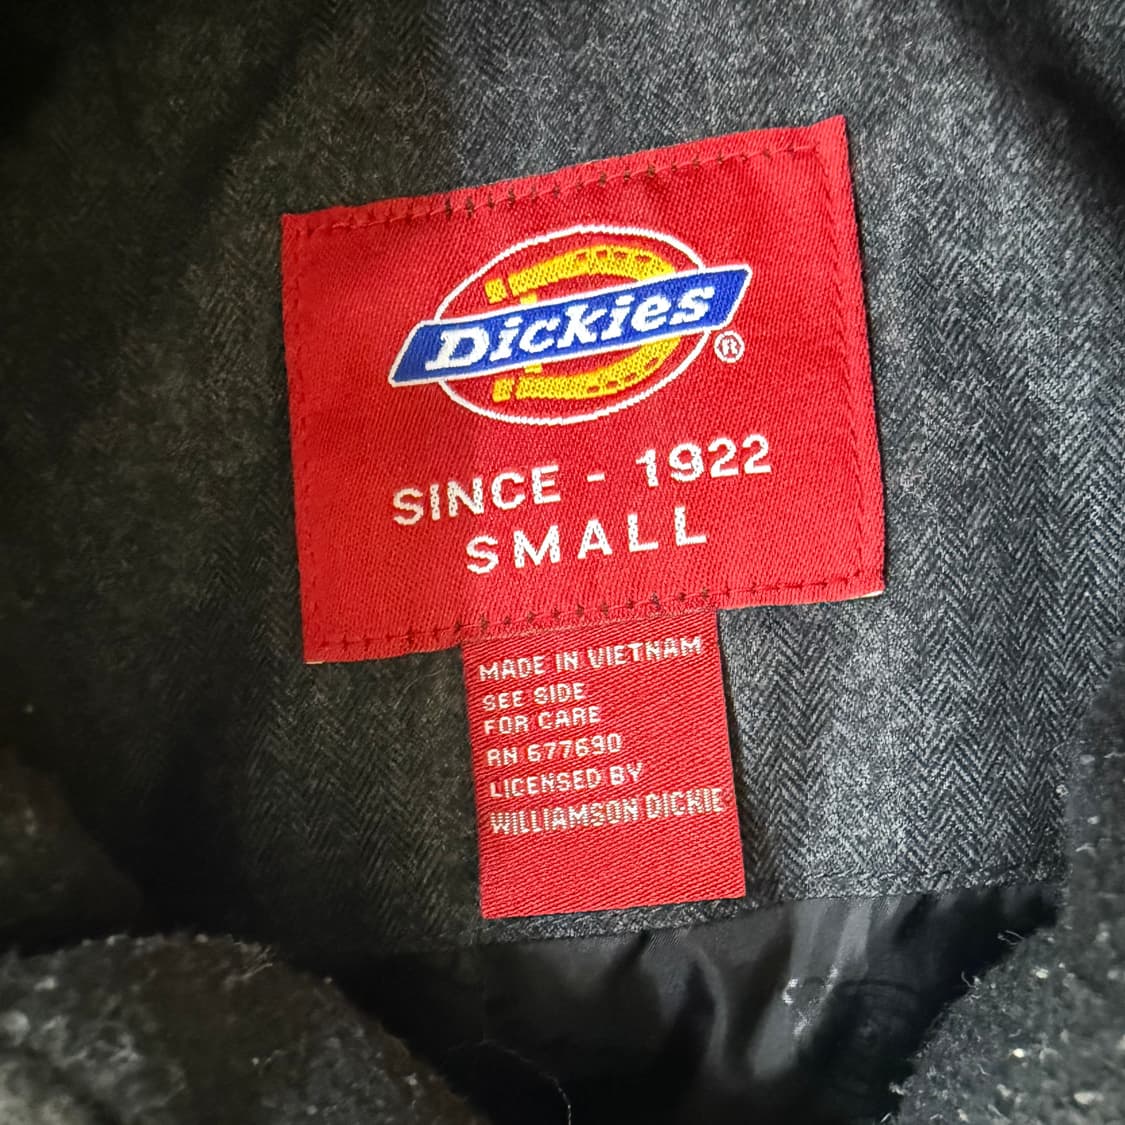 Dickies®
SINCE - 1922
SMALL
MADE IN VIETNAM
SEE SIDE
FOR CARE
RN 677690
LICENSED BY
WILLIAMSON DICKIE